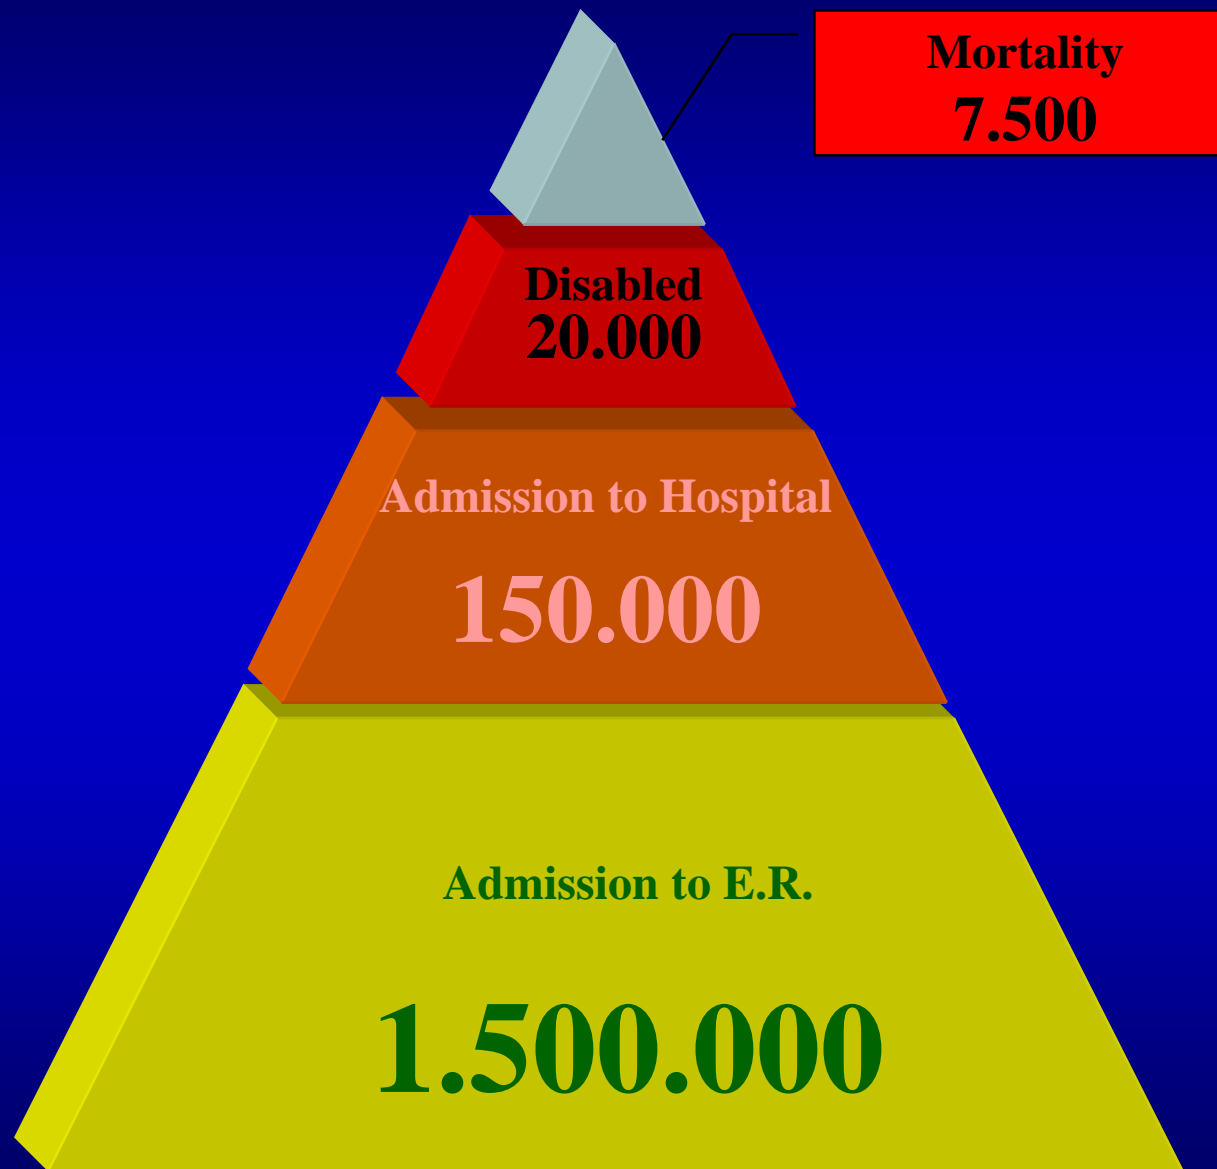 Mortality
7.500
Disabled
20.000
Admission to Hospital
150.000
Admission to E.R.
1.500.000